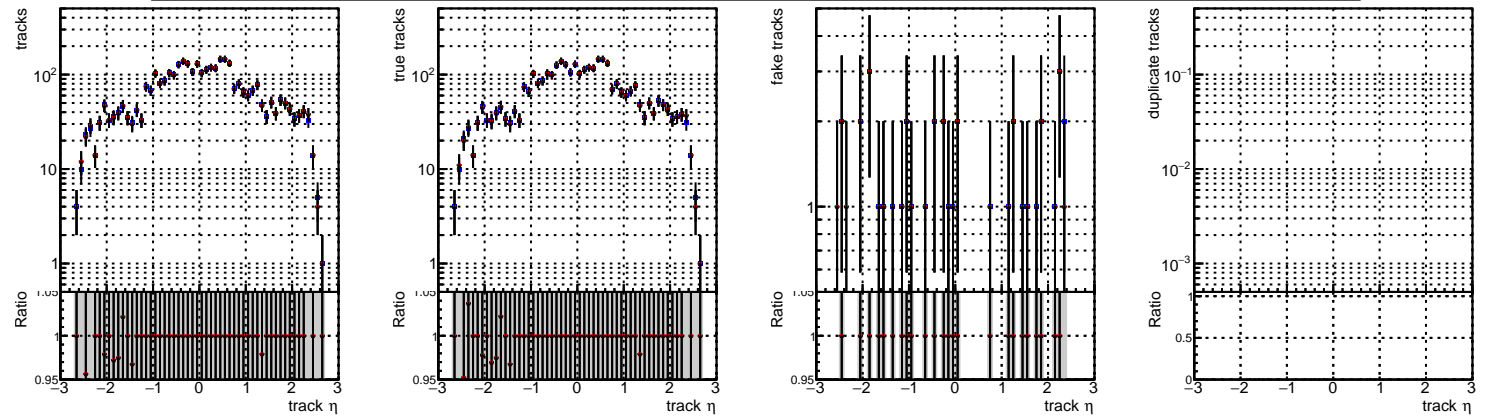 tracks
10²
10
1
Ratio
1.05
1
0.95
−3 −2 −1 0 1 2 3
track η
true tracks
10²
10
1
Ratio
1.05
1
0.95
−3 −2 −1 0 1 2 3
track η
fake tracks
1
Ratio
1.05
1
0.95
−3 −2 −1 0 1 2 3
track η
duplicate tracks
10⁻¹
10⁻²
10⁻³
Ratio
1
0.5
0
−3 −2 −1 0 1 2 3
track η